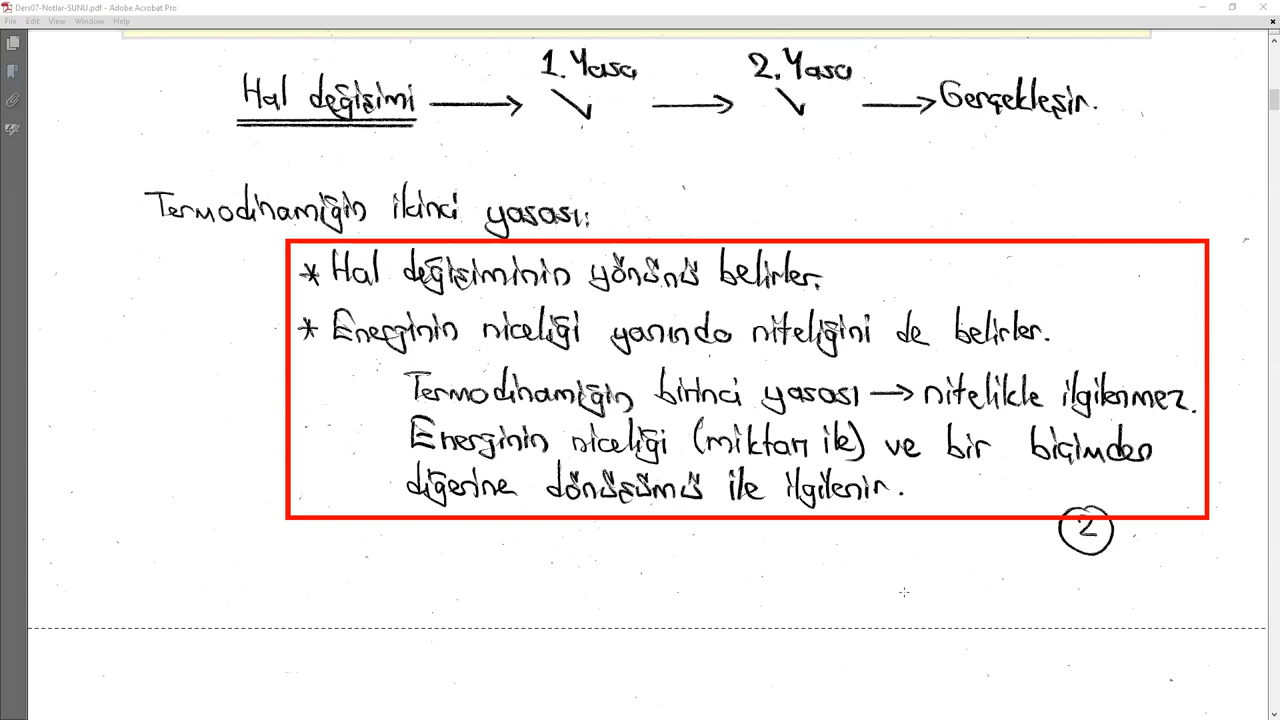 Ders07-Notlar-SUNU.pdf - Adobe Acrobat Pro
File Edit View Window Help
1. Yasa 2. Yasa
Hal değişimi → ✓ → ✓ → Gerçekleşir.
Termodinamiğin ikinci yasası:
* Hal değişiminin yönünü belirler.
* Energinin niceliği yanında niteliğini de belirler.
Termodinamiğin birinci yasası → nitelikle ilgilenmez.
Energinin niceliği (miktarı ile) ve bir biçimden
diğerine dönüşümü ile ilgilenir.
2